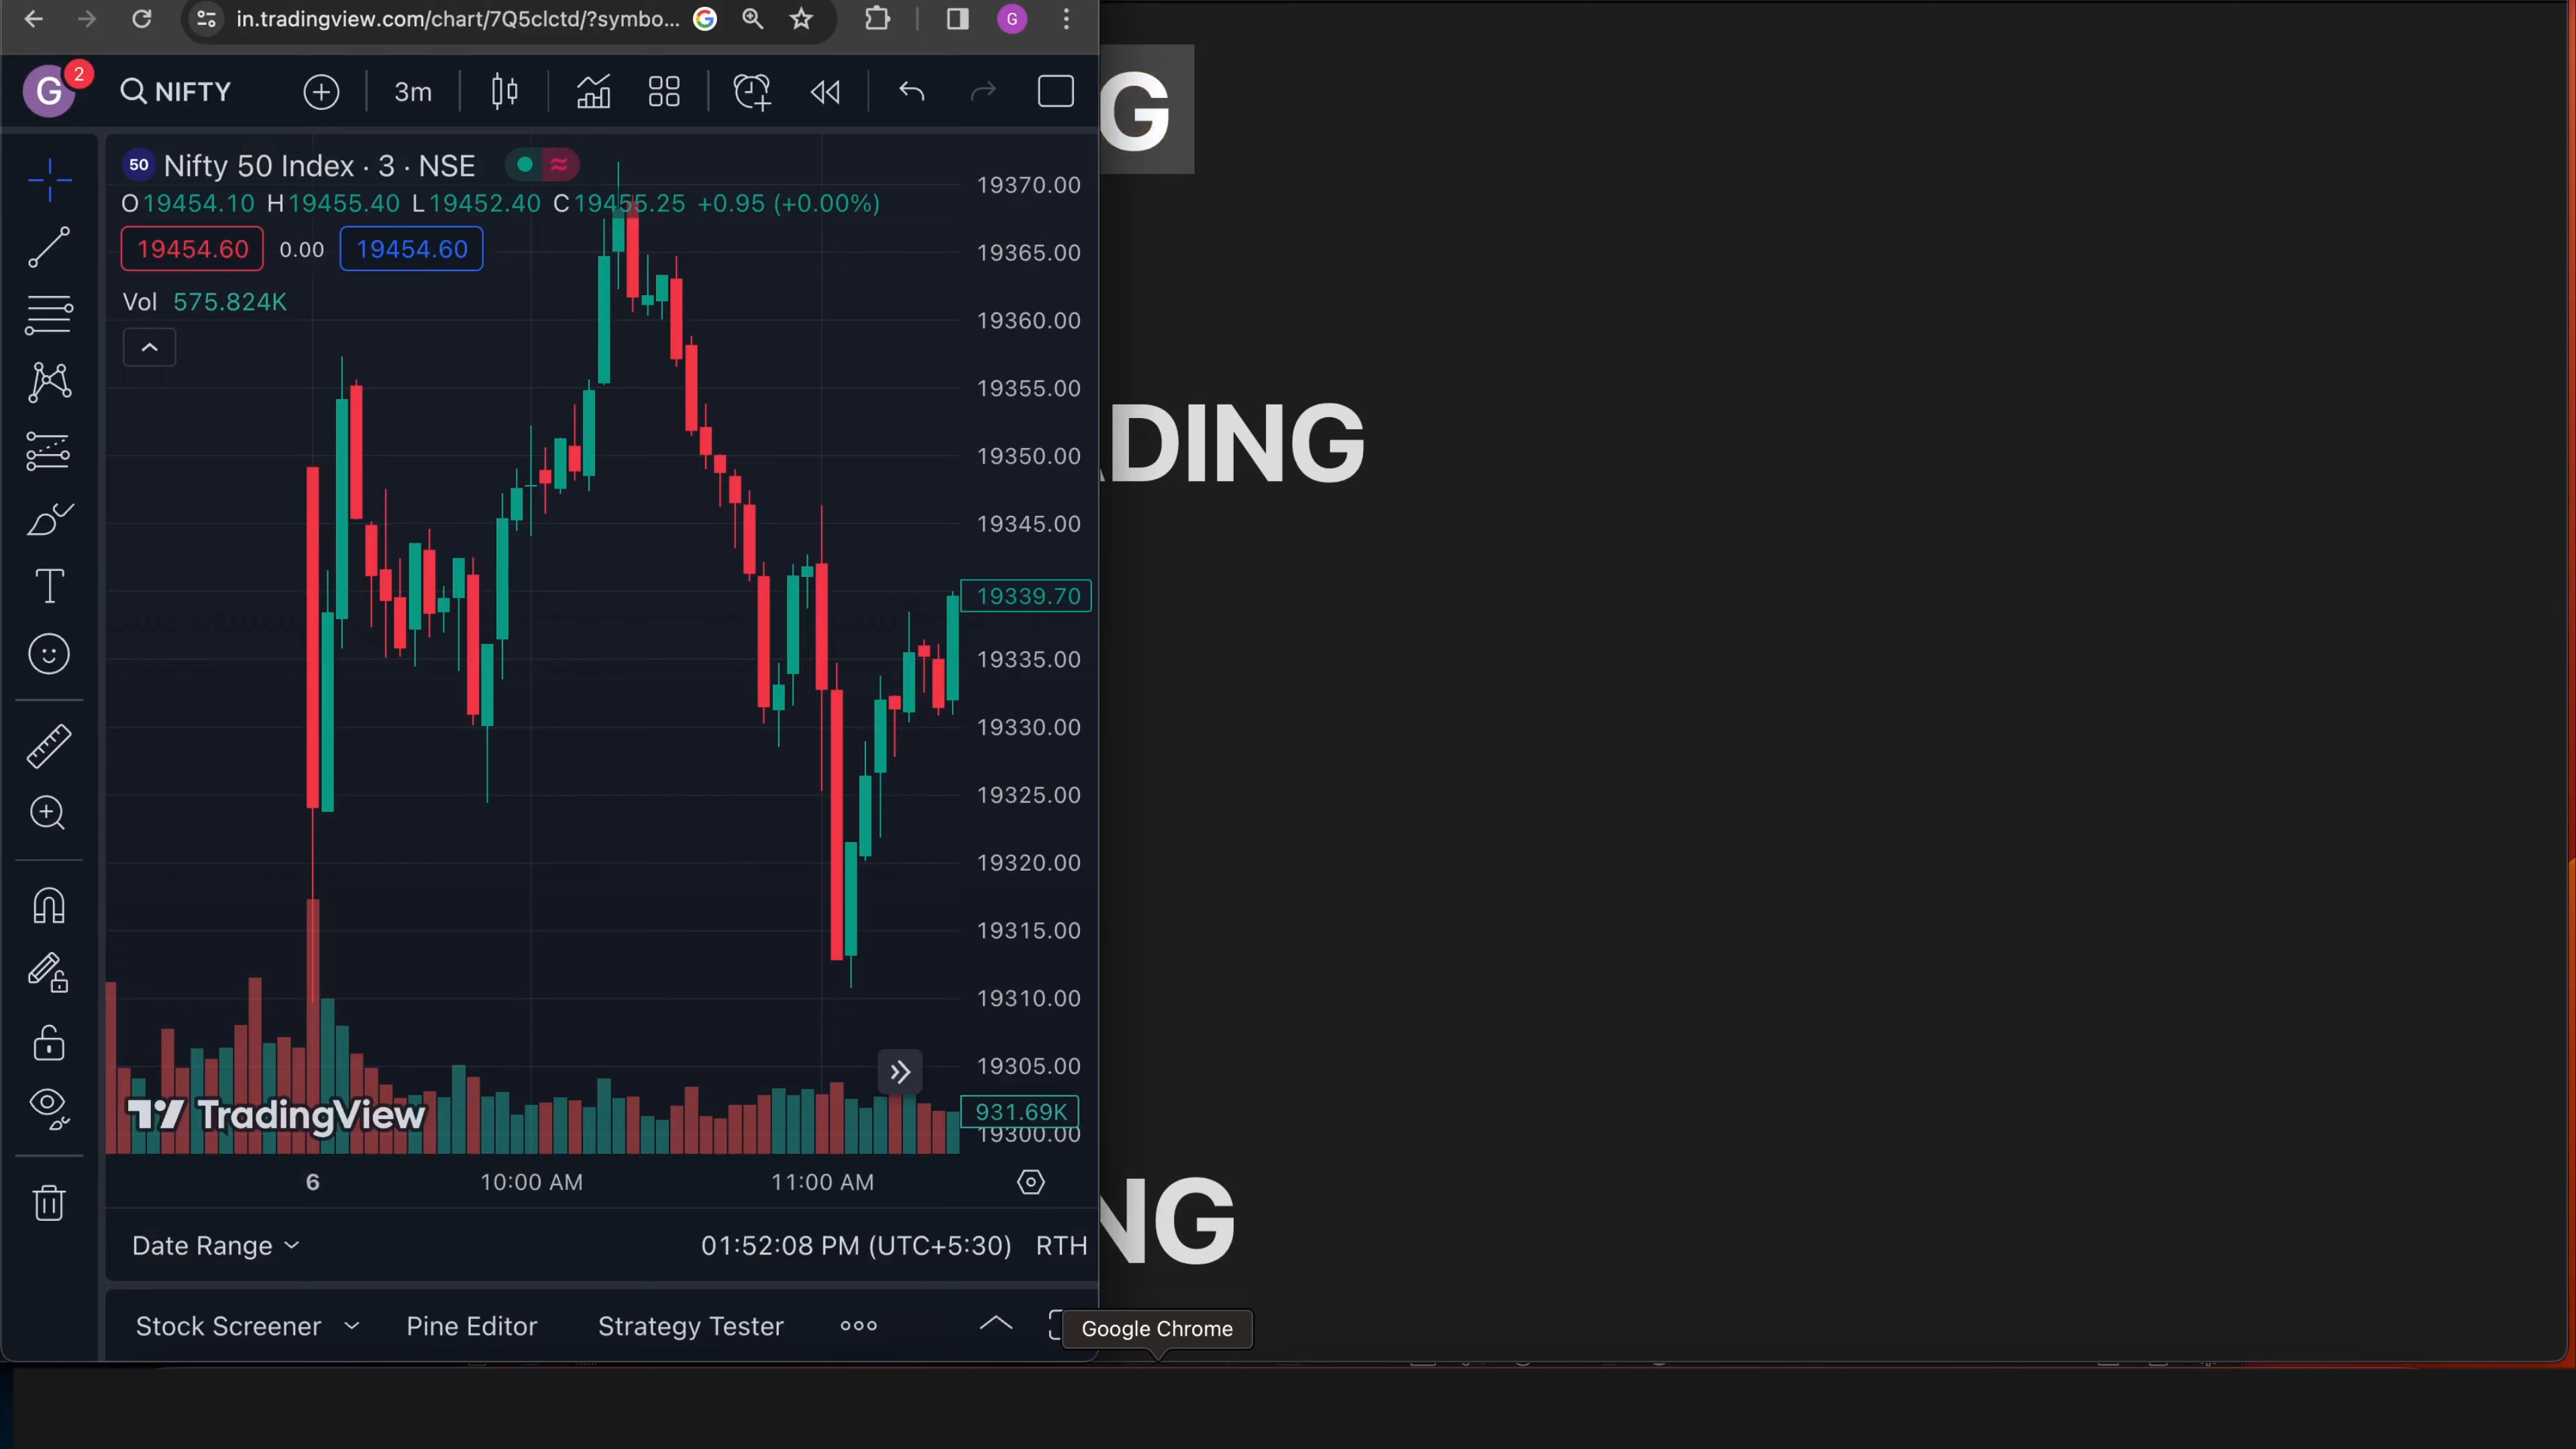 in.tradingview.com/chart/7Q5clctd/?symbo...
G
G 2
NIFTY
3m
G
50 Nifty 50 Index · 3 · NSE
O19454.10 H19455.40 L19452.40 C19455.25 +0.95 (+0.00%)
19454.60 0.00 19454.60
Vol 575.824K
19370.00
19365.00
19360.00
19355.00
19350.00
19345.00
19339.70
19335.00
19330.00
19325.00
19320.00
19315.00
19310.00
19305.00
931.69K
19300.00
DING
TradingView
6 10:00 AM 11:00 AM
NG
Date Range 01:52:08 PM (UTC+5:30) RTH
Stock Screener Pine Editor Strategy Tester
Google Chrome